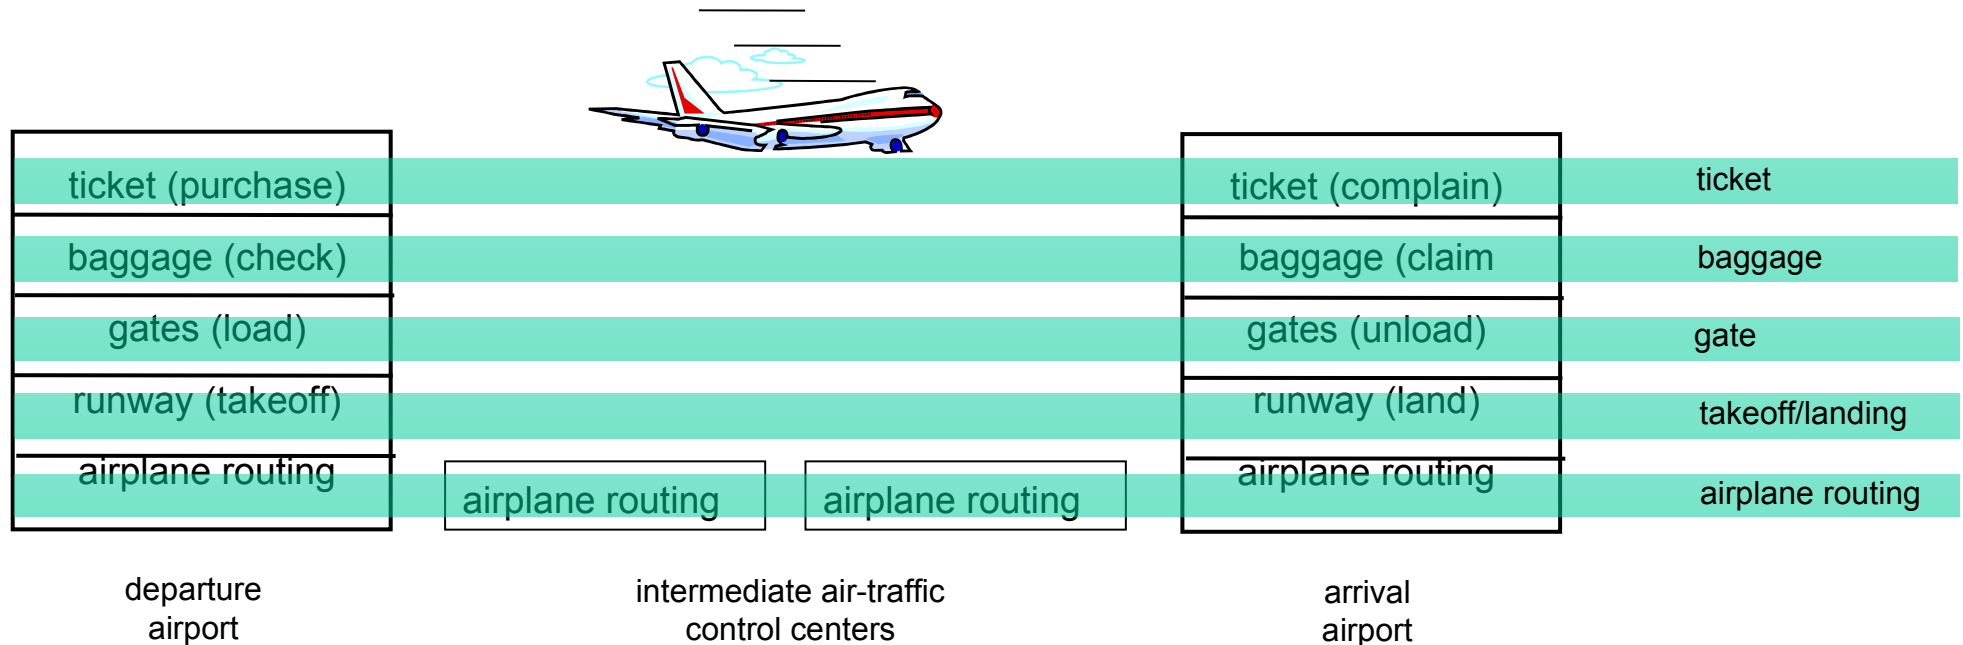 ticket (purchase)
ticket (complain)
ticket
baggage (check)
baggage (claim
baggage
gates (load)
gates (unload)
gate
runway (takeoff)
runway (land)
takeoff/landing
airplane routing
airplane routing
airplane routing
airplane routing
airplane routing
departure
airport
intermediate air-traffic
control centers
arrival
airport